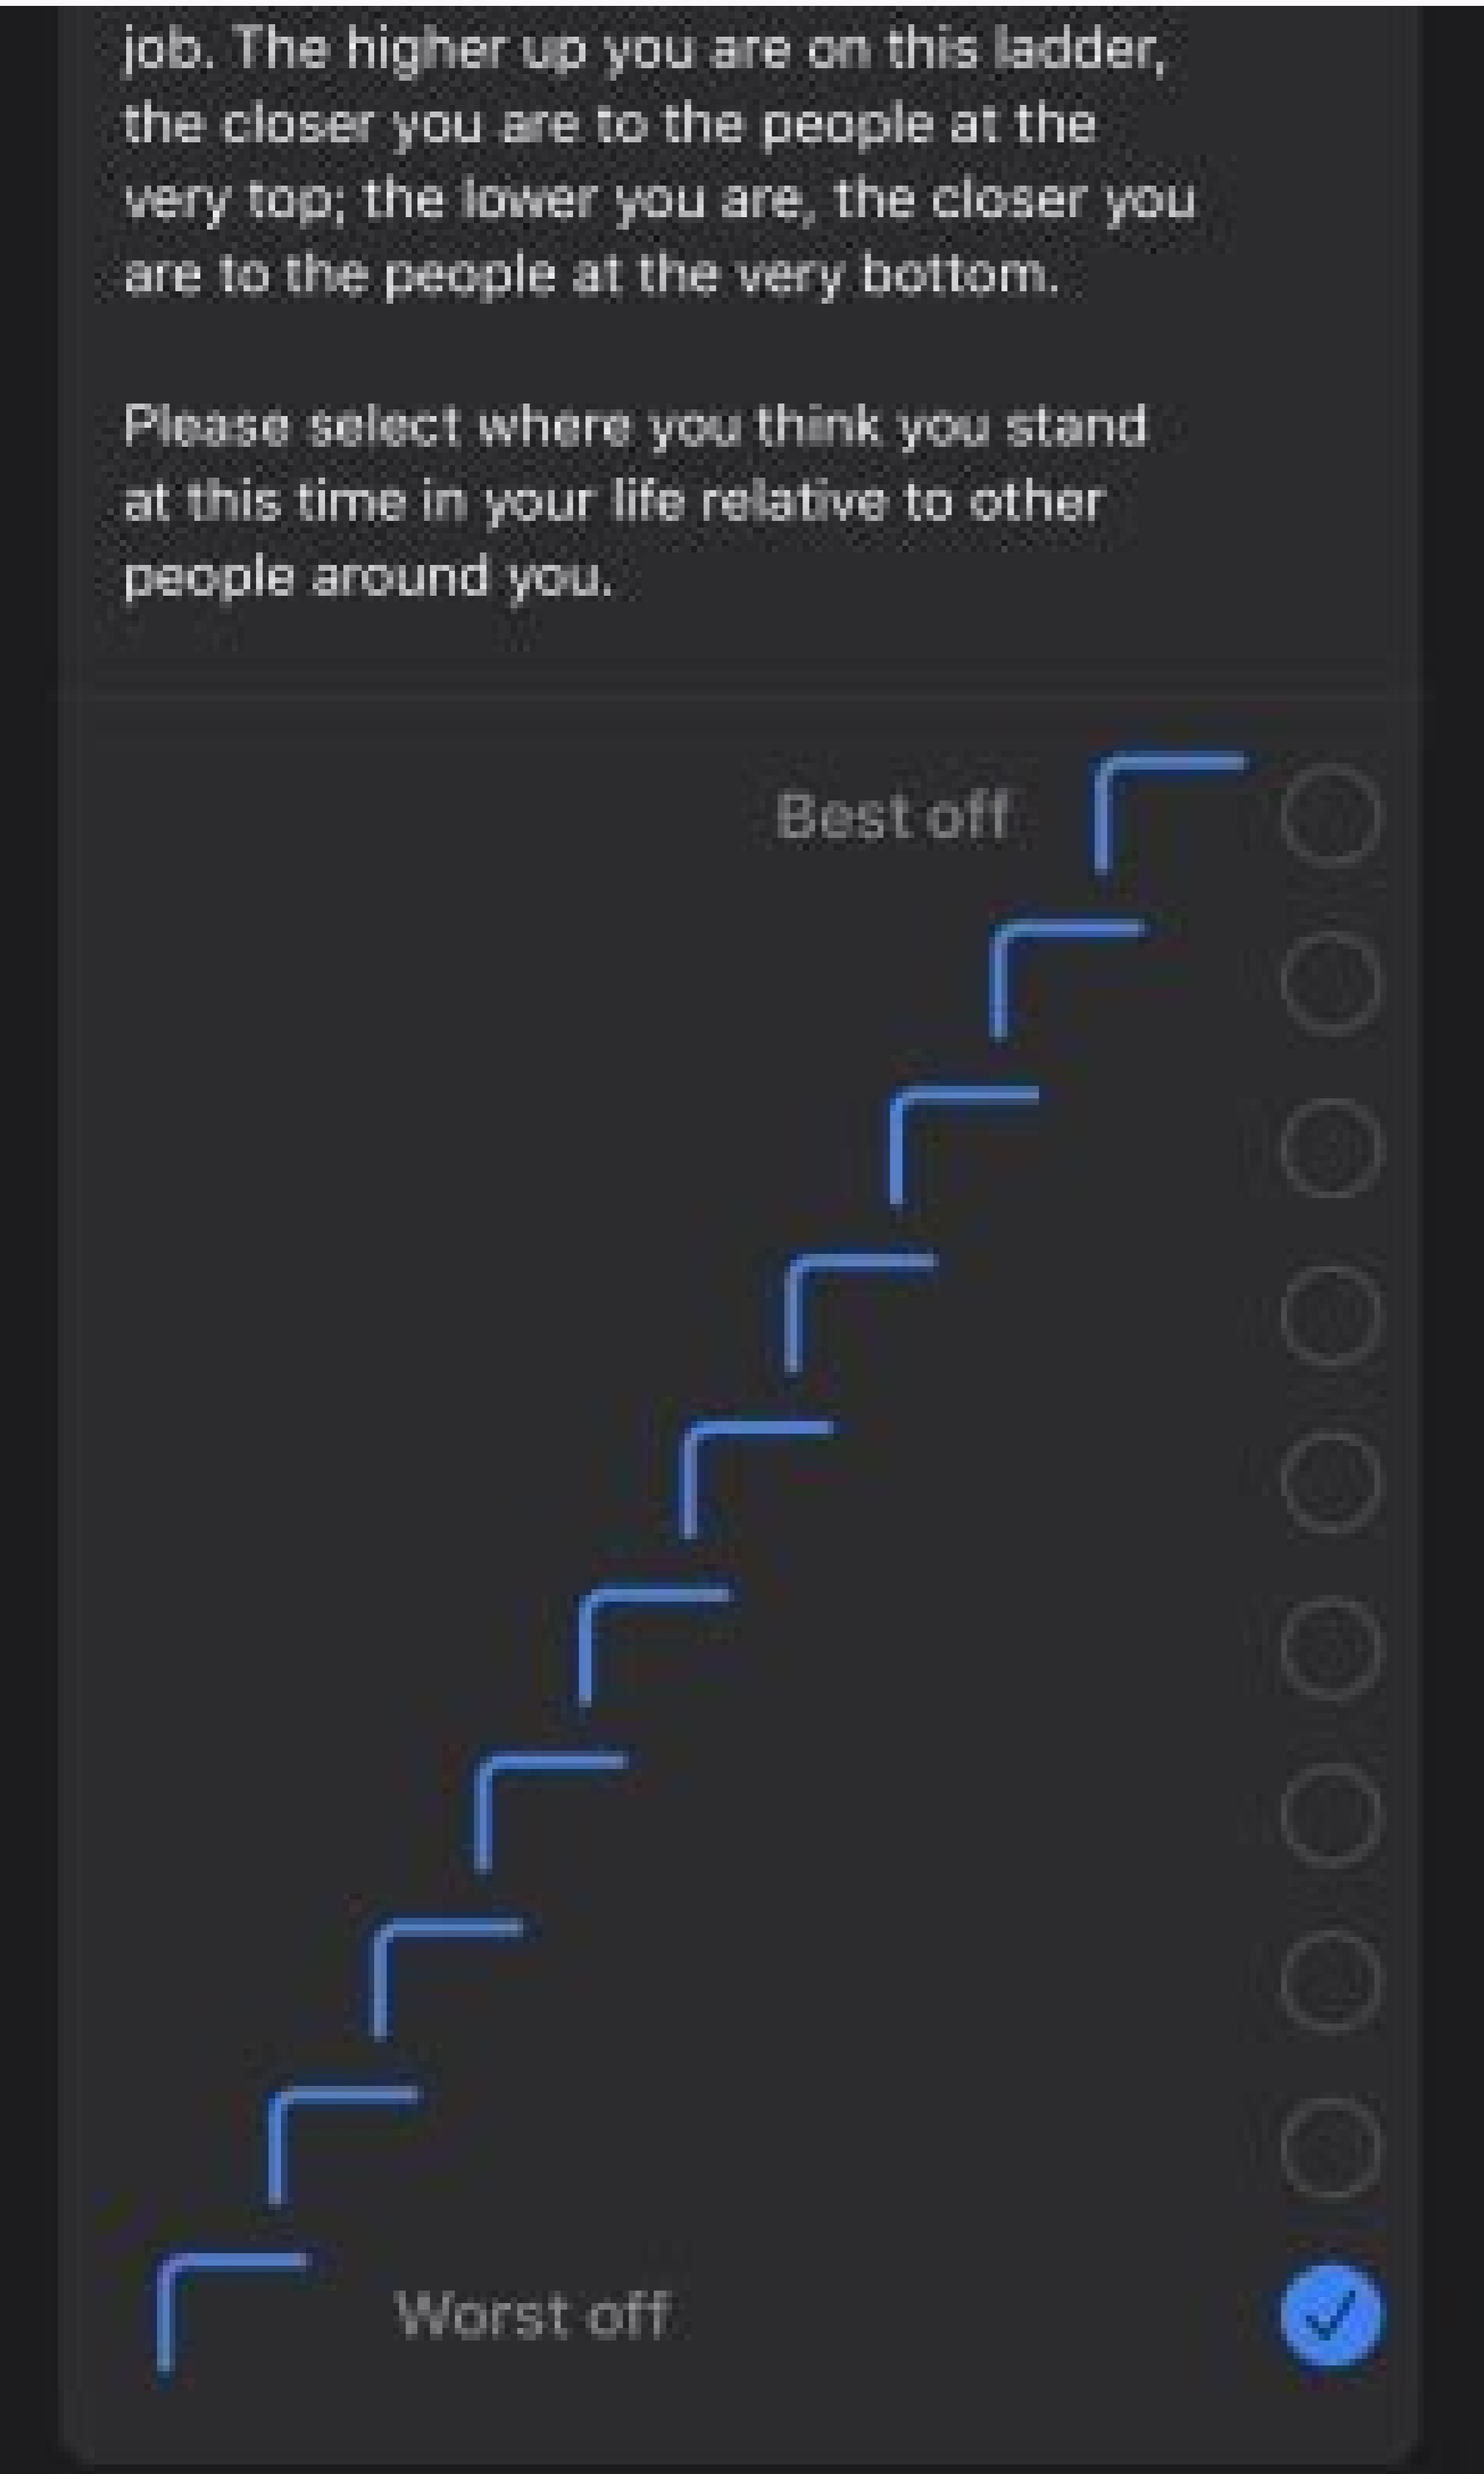 job. The higher up you are on this ladder,
the closer you are to the people at the
very top; the lower you are, the closer you
are to the people at the very bottom.
Please select where you think you stand
at this time in your life relative to other
people around you.
Best off
Worst off